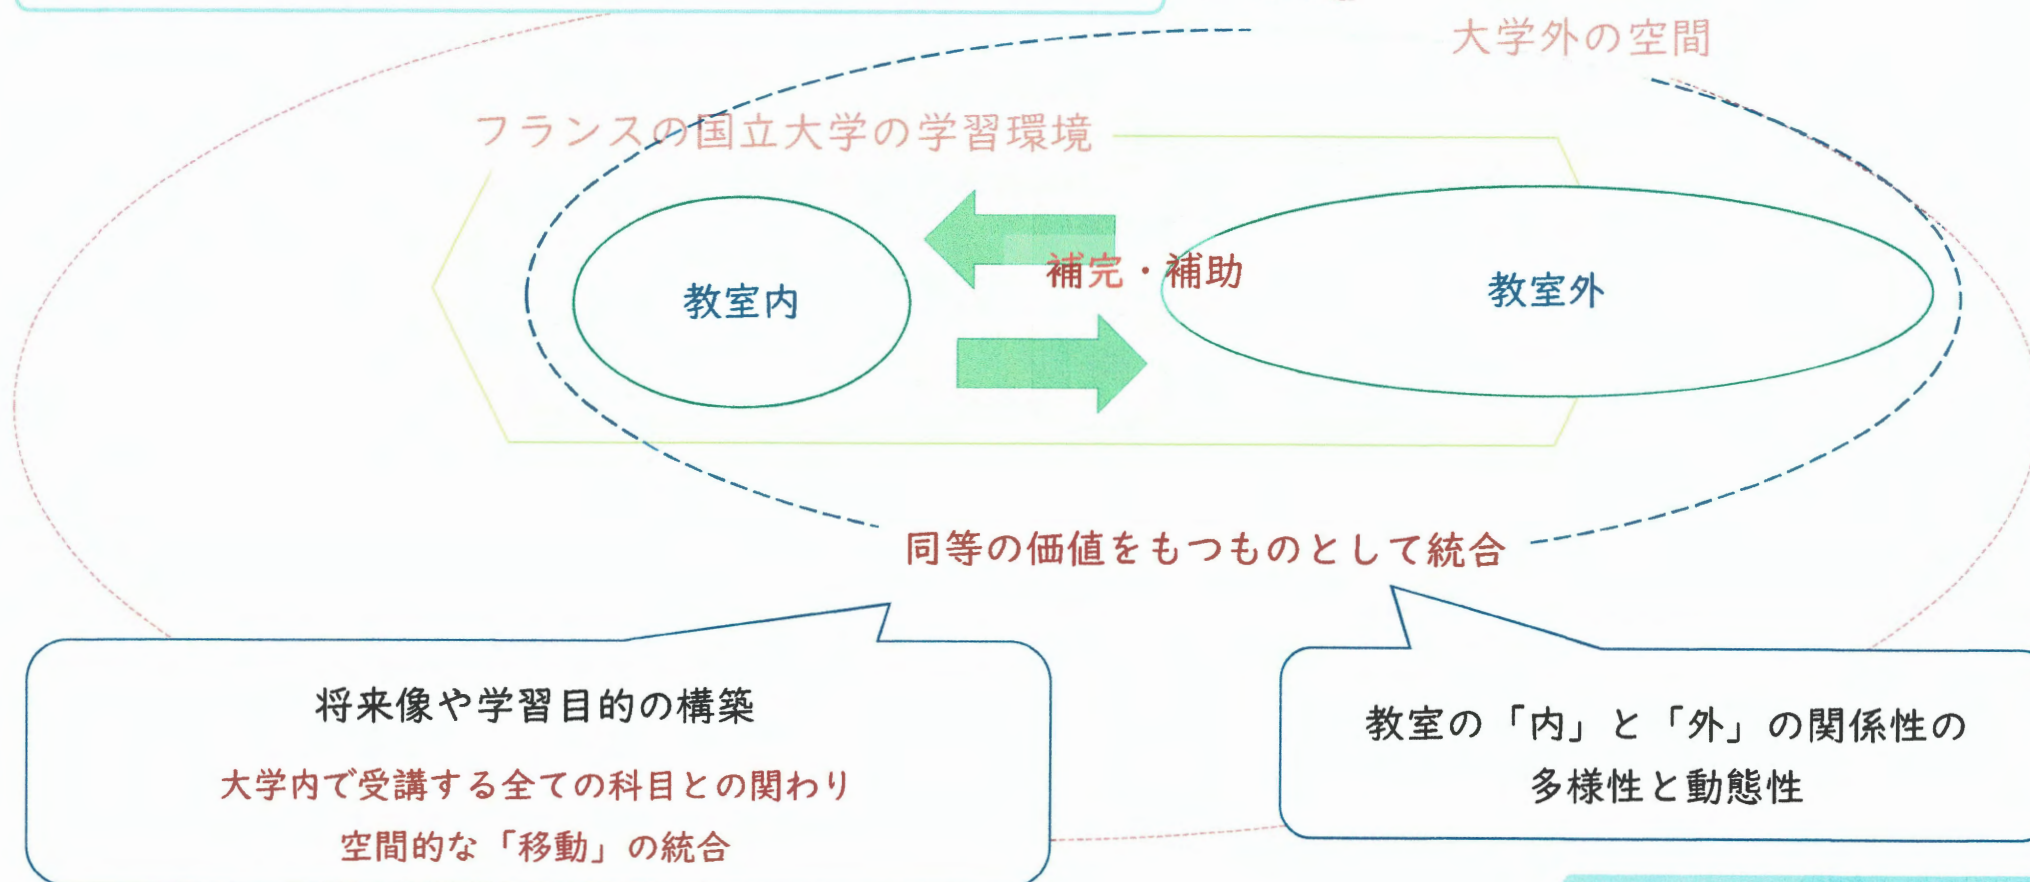 大学外の空間
フランスの国立大学の学習環境
補完・補助
教室内
教室外
同等の価値をもつものとして統合
将来像や学習目的の構築
大学内で受講する全ての科目との関わり
空間的な「移動」の統合
教室の「内」と「外」の関係性の
多様性と動態性